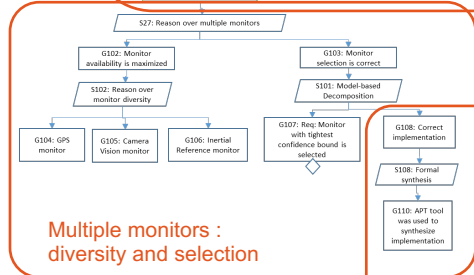 S27: Reason over multiple monitors
G102: Monitor
availability is maximized
G103: Monitor
selection is correct
S102: Reason over
monitor diversity
S101: Model-based
Decomposition
G104: GPS
monitor
G105: Camera
Vision monitor
G106: Inertial
Reference monitor
G107: Req: Monitor
with tightest
confidence bound is
selected
G108: Correct
implementation
S108: Formal
synthesis
G110: APT tool
was used to
synthesize implementation
Multiple monitors :
diversity and selection